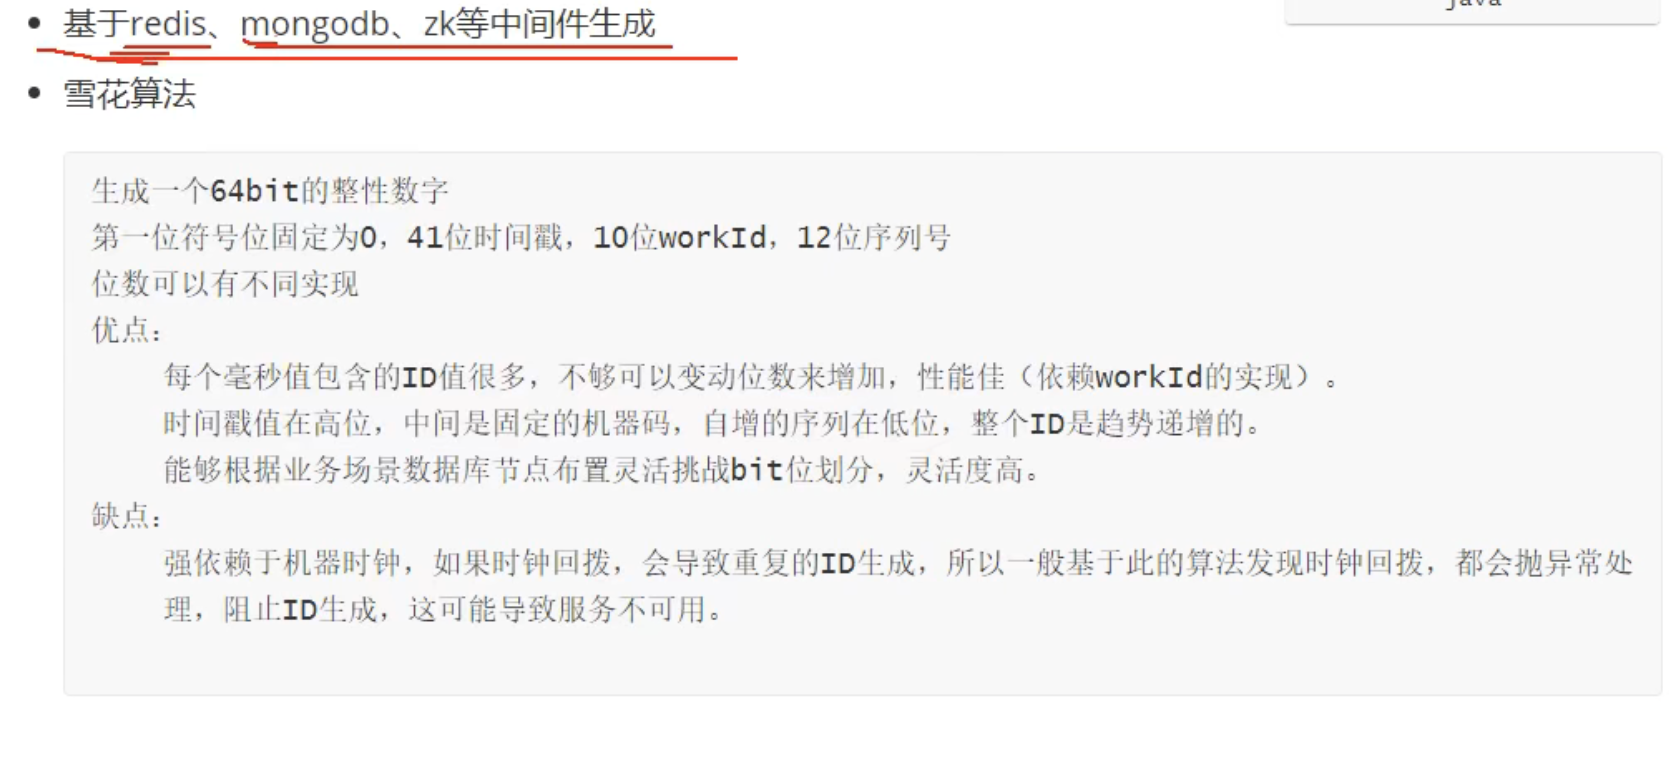 java
基于redis、mongodb、zk等中间件生成
雪花算法
生成一个64bit的整性数字
第一位符号位固定为0，41位时间戳，10位workId，12位序列号
位数可以有不同实现
优点：
每个毫秒值包含的ID值很多，不够可以变动位数来增加，性能佳（依赖workId的实现）。
时间戳值在高位，中间是固定的机器码，自增的序列在低位，整个ID是趋势递增的。
能够根据业务场景数据库节点布置灵活挑战bit位划分，灵活度高。
缺点：
强依赖于机器时钟，如果时钟回拨，会导致重复的ID生成，所以一般基于此的算法发现时钟回拨，都会抛异常处
理，阻止ID生成，这可能导致服务不可用。